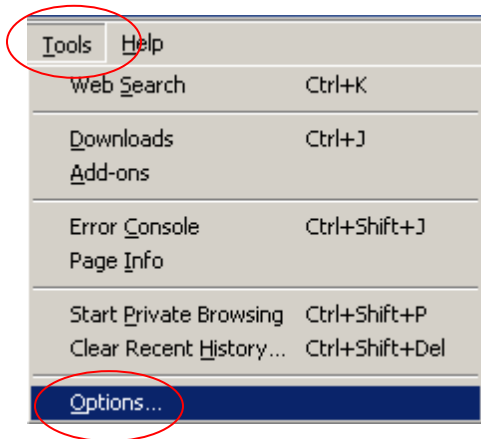 Tools Help
Web Search Ctrl+K
Downloads Ctrl+J
Add-ons
Error Console Ctrl+Shift+J
Page Info
Start Private Browsing Ctrl+Shift+P
Clear Recent History... Ctrl+Shift+Del
Options...